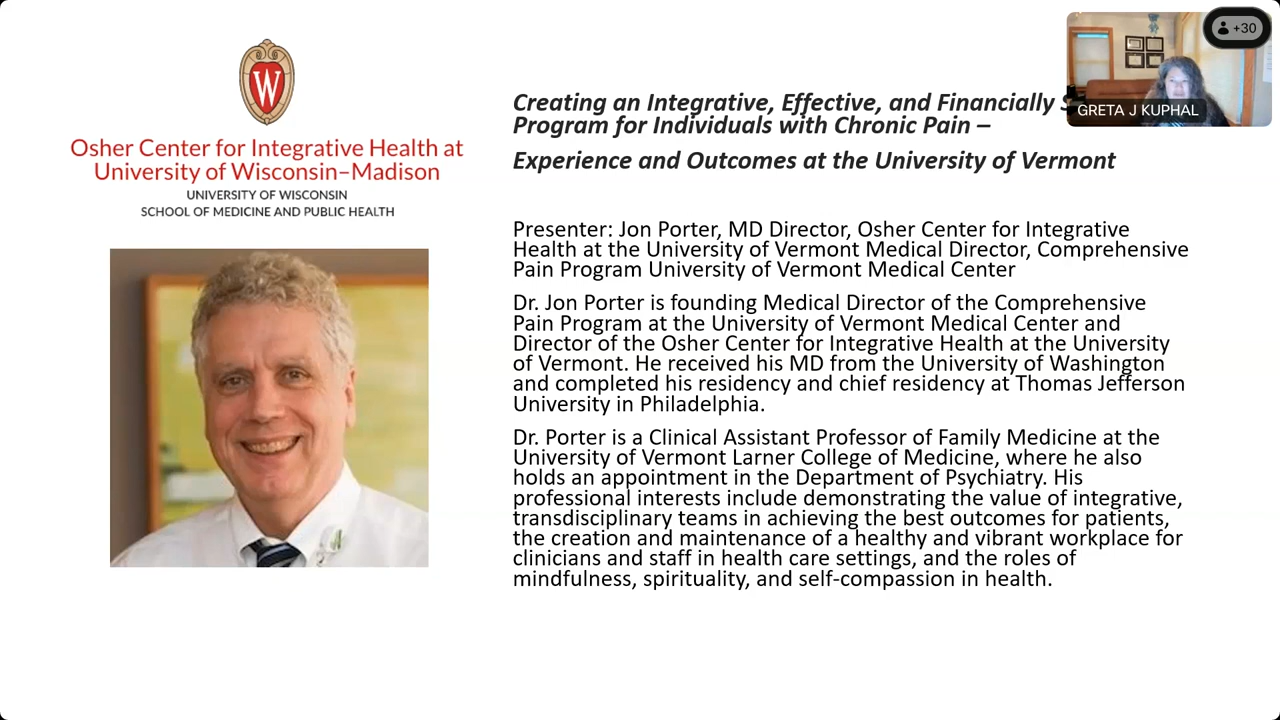 W
Osher Center for Integrative Health at
University of Wisconsin–Madison
UNIVERSITY OF WISCONSIN
SCHOOL OF MEDICINE AND PUBLIC HEALTH
+30
GRETA J KUPHAL
Creating an Integrative, Effective, and Financially
Program for Individuals with Chronic Pain –
Experience and Outcomes at the University of Vermont
Presenter: Jon Porter, MD Director, Osher Center for Integrative
Health at the University of Vermont Medical Director, Comprehensive
Pain Program University of Vermont Medical Center
Dr. Jon Porter is founding Medical Director of the Comprehensive
Pain Program at the University of Vermont Medical Center and
Director of the Osher Center for Integrative Health at the University
of Vermont. He received his MD from the University of Washington
and completed his residency and chief residency at Thomas Jefferson
University in Philadelphia.
Dr. Porter is a Clinical Assistant Professor of Family Medicine at the
University of Vermont Larner College of Medicine, where he also
holds an appointment in the Department of Psychiatry. His
professional interests include demonstrating the value of integrative,
transdisciplinary teams in achieving the best outcomes for patients,
the creation and maintenance of a healthy and vibrant workplace for
clinicians and staff in health care settings, and the roles of
mindfulness, spirituality, and self-compassion in health.